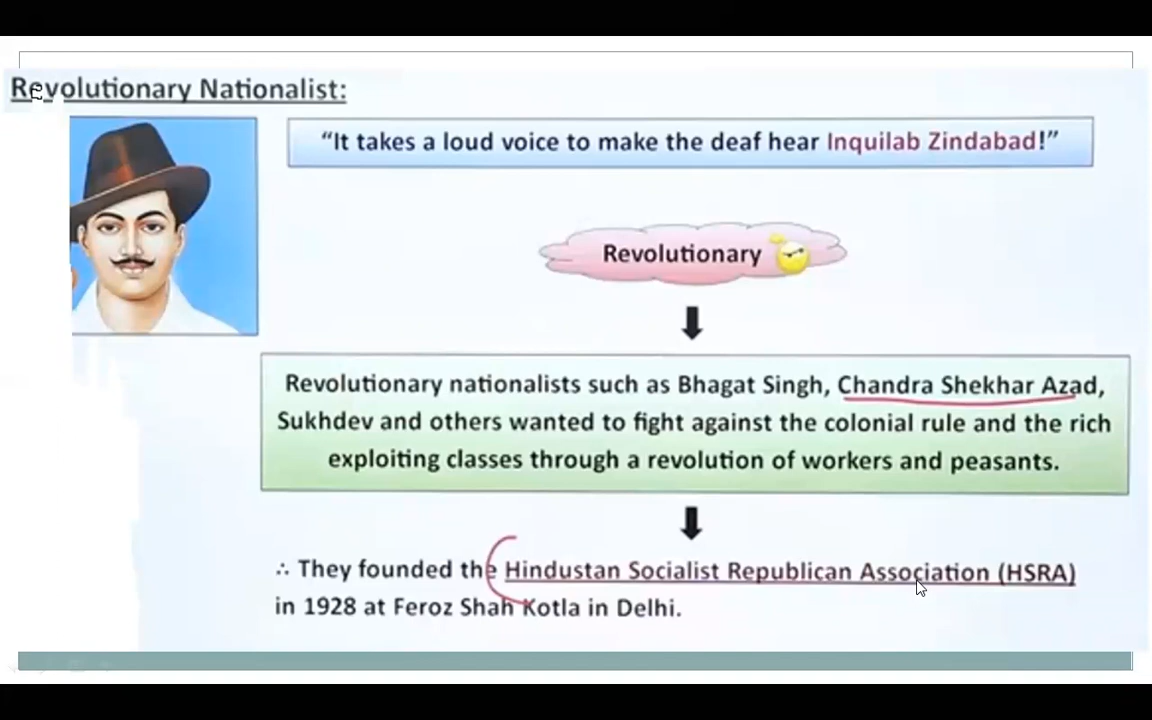 Revolutionary Nationalist:
“It takes a loud voice to make the deaf hear Inquilab Zindabad!”
Revolutionary
Revolutionary nationalists such as Bhagat Singh, Chandra Shekhar Azad,
Sukhdev and others wanted to fight against the colonial rule and the rich
exploiting classes through a revolution of workers and peasants.
∴ They founded the Hindustan Socialist Republican Association (HSRA)
in 1928 at Feroz Shah Kotla in Delhi.